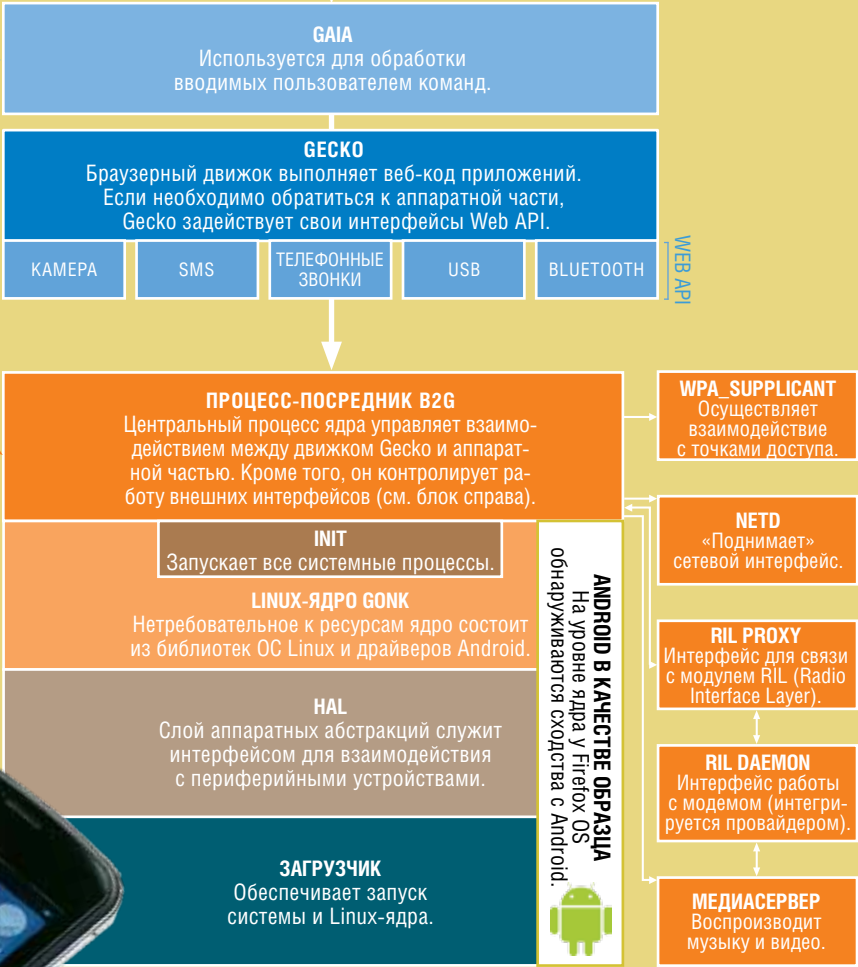 GAIA
Используется для обработки
вводимых пользователем команд.
GECKO
Браузерный движок выполняет веб-код приложений.
Если необходимо обратиться к аппаратной части,
Gecko задействует свои интерфейсы Web API.
КАМЕРА
SMS
ТЕЛЕФОННЫЕ
ЗВОНКИ
USB
BLUETOOTH
WEB API
ПРОЦЕСС-ПОСРЕДНИК B2G
Центральный процесс ядра управляет взаимо-
действием между движком Gecko и аппарат-
ной частью. Кроме того, он контролирует ра-
боту внешних интерфейсов (см. блок справа).
INIT
Запускает все системные процессы.
LINUX-ЯДРО GONK
Нетребовательное к ресурсам ядро состоит
из библиотек ОС Linux и драйверов Android.
HAL
Слой аппаратных абстракций служит
интерфейсом для взаимодействия
с периферийными устройствами.
ЗАГРУЗЧИК
Обеспечивает запуск
системы и Linux-ядра.
ANDROID В КАЧЕСТВЕ ОБРАЗЦА
На уровне ядра у Firefox OS
обнаруживаются сходства с Android.
WPA_SUPPLICANT
Осуществляет
взаимодействие
с точками доступа.
NETD
«Поднимает»
сетевой интерфейс.
RIL PROXY
Интерфейс для связи
с модулем RIL (Radio
Interface Layer).
RIL DAEMON
Интерфейс работы
с модемом (интегри-
руется провайдером).
МЕДИАСЕРВЕР
Воспроизводит
музыку и видео.